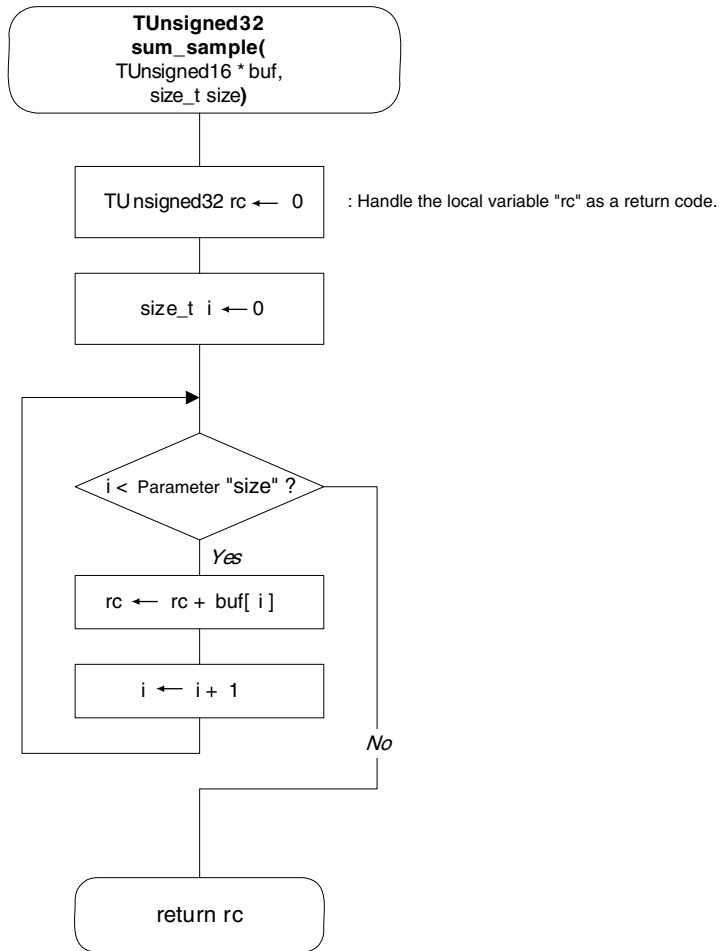 TUnsigned32
sum_sample(
TUnsigned16 * buf,
size_t size)
TUnsigned32 rc ← 0
: Handle the local variable "rc" as a return code.
size_t i ← 0
i < Parameter "size" ?
Yes
rc ← rc + buf[ i ]
i ← i + 1
No
return rc